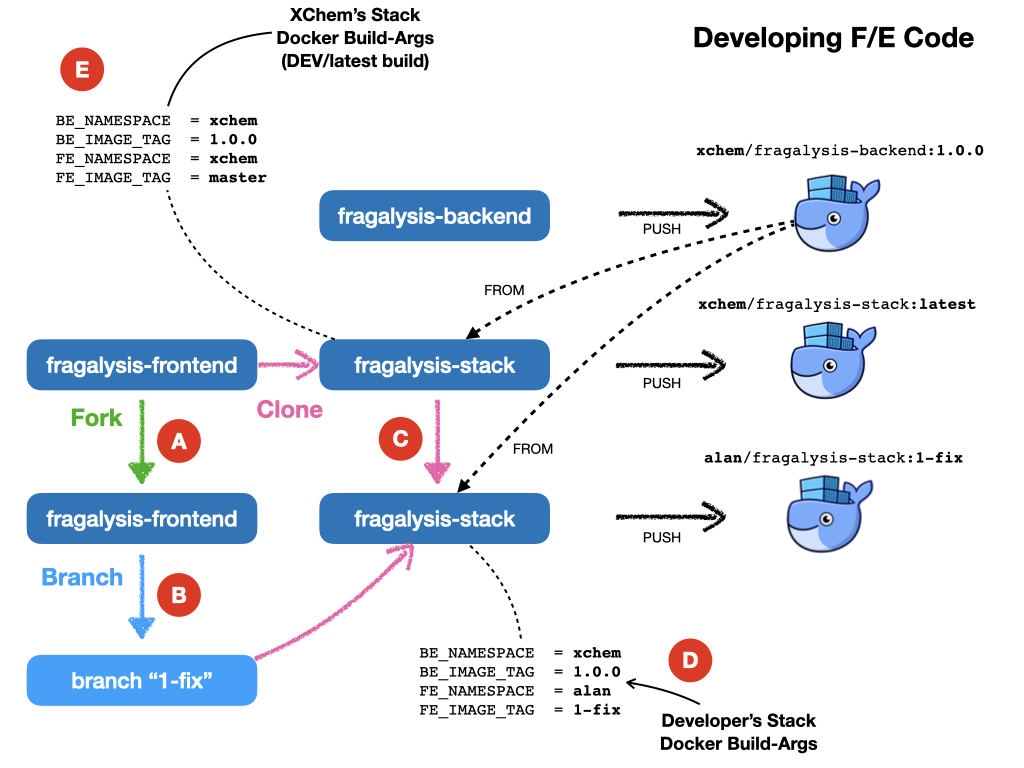 XChem’s Stack
Docker Build-Args
(DEV/latest build)
Developing F/E Code
E
BE_NAMESPACE = xchem
BE_IMAGE_TAG = 1.0.0
FE_NAMESPACE = xchem
FE_IMAGE_TAG = master
xchem/fragalysis-backend:1.0.0
fragalysis-backend
PUSH
FROM
xchem/fragalysis-stack:latest
fragalysis-frontend
fragalysis-stack
PUSH
Clone
Fork
A
C
FROM
alan/fragalysis-stack:1-fix
fragalysis-frontend
fragalysis-stack
PUSH
Branch
B
branch “1-fix”
BE_NAMESPACE = xchem
BE_IMAGE_TAG = 1.0.0
FE_NAMESPACE = alan
FE_IMAGE_TAG = 1-fix
D
Developer’s Stack
Docker Build-Args